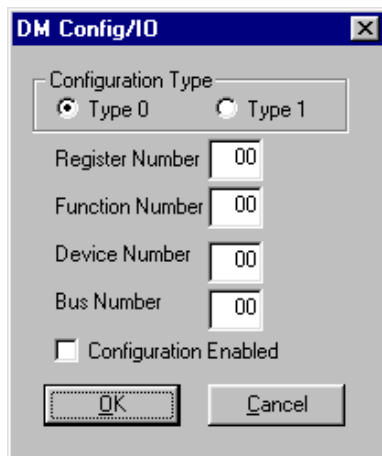 DM Config/IO
Configuration Type
Type 0 Type 1
Register Number 00
Function Number 00
Device Number 00
Bus Number 00
Configuration Enabled
OK Cancel